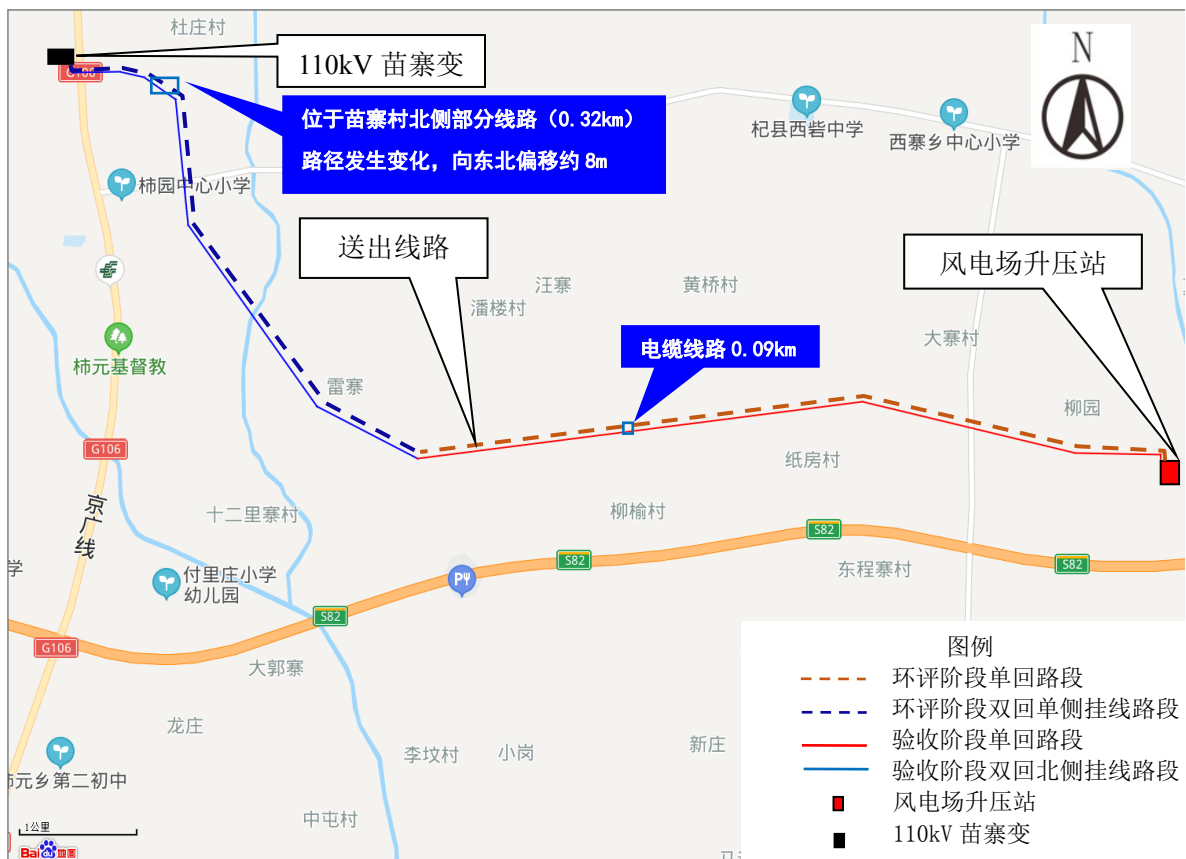 杜庄村
110kV 苗寨变
G106
位于苗寨村北侧部分线路（0.32km）
路径发生变化，向东北偏移约 8m
N
杞县西砦中学
西寨乡中心小学
柿园中心小学
送出线路
风电场升压站
汪寨
黄桥村
潘楼村
大寨村
电缆线路 0.09km
柿元基督教
雷寨
柳园
G106
纸房村
京广线
十二里寨村
柳榆村
S82
S82
S82
学
付里庄小学
幼儿园
东程寨村
S82
G106
大郭寨
龙庄
李坟村
小岗
新庄
柿元乡第二初中
中屯村
1公里
Bai du 地图
图例
环评阶段单回路段
环评阶段双回单侧挂线路段
验收阶段单回路段
验收阶段双回北侧挂线路段
风电场升压站
110kV 苗寨变